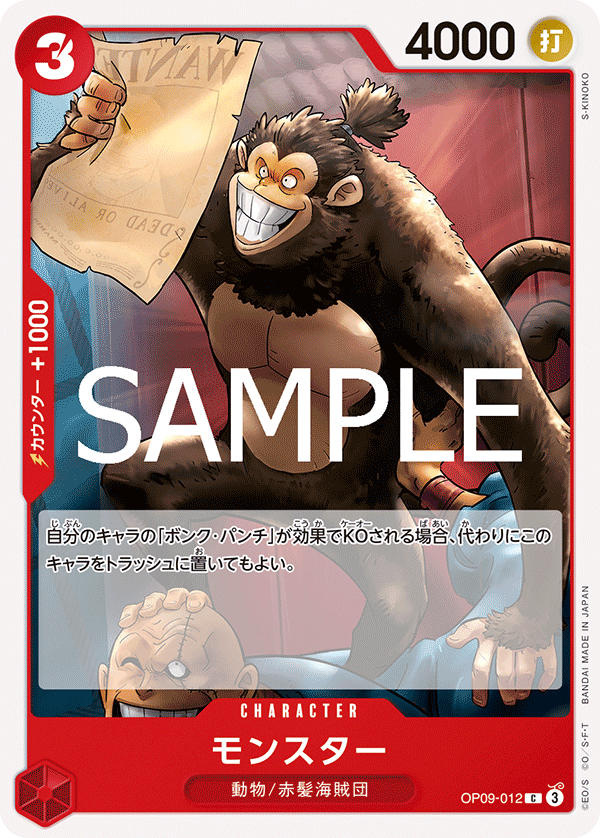 3
4000
打
S-KINOKO
WANTED
DEAD OR ALIVE
カウンター +1000
SAMPLE
自分のキャラの「ボンク・パンチ」が効果でKOされる場合、代わりにこの
キャラをトラッシュに置いてもよい。
CHARACTER
モンスター
動物/赤髪海賊団
OP09-012 C 3
©EO/S ©O/S・F・T BANDAI MADE IN JAPAN